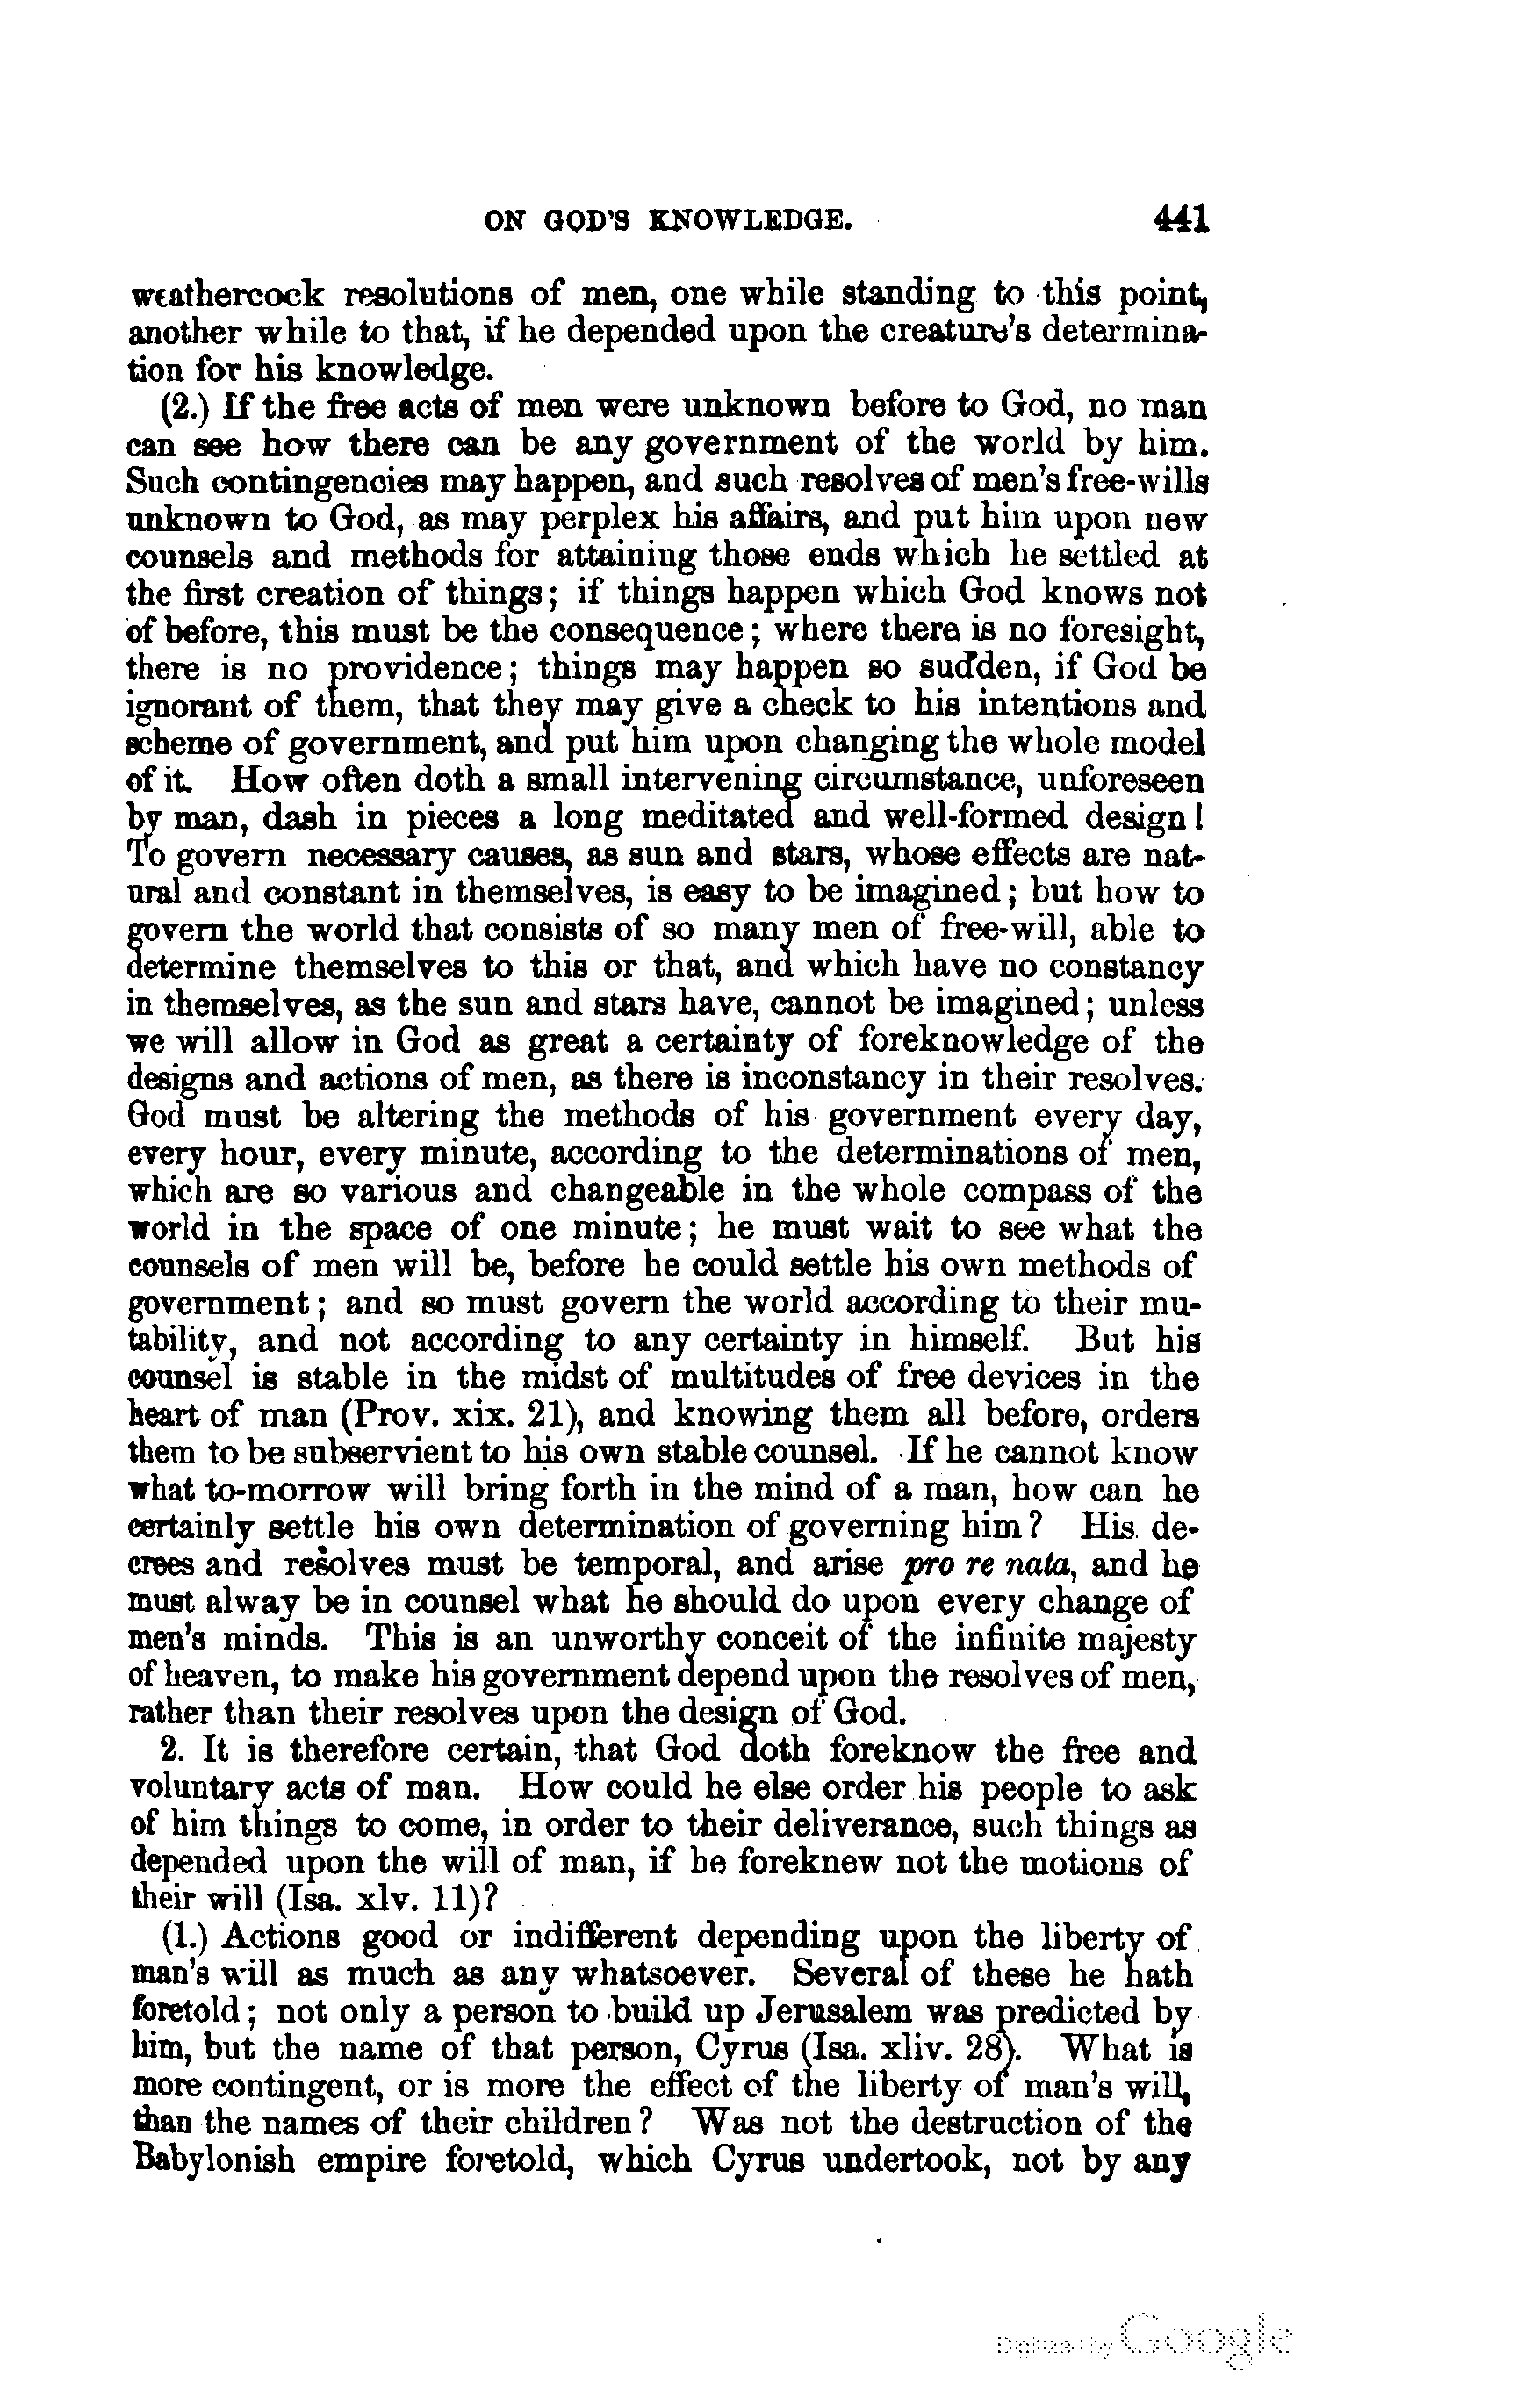 ON GOD'S KNOWLEDGE. 441
weathercock resolutions of men, one while standing to this point,
another while to that, if he depended upon the creature's determina-
tion for his knowledge.
(2.) If the free acts of men were unknown before to God, no man
can see how there can be any government of the world by him.
Such contingencies may happen, and such resolves of men's free-wills
unknown to God, as may perplex his affairs, and put him upon new
counsels and methods for attaining those ends which he settled at
the first creation of things; if things happen which God knows not
of before, this must be the consequence; where there is no foresight,
there is no providence; things may happen so sudden, if God be
ignorant of them, that they may give a check to his intentions and
scheme of government, and put him upon changing the whole model
of it. How often doth a small intervening circumstance, unforeseen
by man, dash in pieces a long meditated and well-formed design!
To govern necessary causes, as sun and stars, whose effects are nat-
ural and constant in themselves, is easy to be imagined; but how to
govern the world that consists of so many men of free-will, able to
determine themselves to this or that, and which have no constancy
in themselves, as the sun and stars have, cannot be imagined; unless
we will allow in God as great a certainty of foreknowledge of the
designs and actions of men, as there is inconstancy in their resolves.
God must be altering the methods of his government every day,
every hour, every minute, according to the determinations of men,
which are so various and changeable in the whole compass of the
world in the space of one minute; he must wait to see what the
counsels of men will be, before he could settle his own methods of
government; and so must govern the world according to their mu-
tability, and not according to any certainty in himself. But his
counsel is stable in the midst of multitudes of free devices in the
heart of man (Prov. xix. 21), and knowing them all before, orders
them to be subservient to his own stable counsel. If he cannot know
what to-morrow will bring forth in the mind of a man, how can he
certainly settle his own determination of governing him? His de-
crees and resolves must be temporal, and arise pro re nata, and he
must alway be in counsel what he should do upon every change of
men's minds. This is an unworthy conceit of the infinite majesty
of heaven, to make his government depend upon the resolves of men,
rather than their resolves upon the design of God.
2. It is therefore certain, that God doth foreknow the free and
voluntary acts of man. How could he else order his people to ask
of him things to come, in order to their deliverance, such things as
depended upon the will of man, if he foreknew not the motions of
their will (Isa. xlv. 11)?
(1.) Actions good or indifferent depending upon the liberty of
man's will as much as any whatsoever. Several of these he hath
foretold; not only a person to build up Jerusalem was predicted by
him, but the name of that person, Cyrus (Isa. xliv. 28). What is
more contingent, or is more the effect of the liberty of man's will,
than the names of their children? Was not the destruction of the
Babylonish empire foretold, which Cyrus undertook, not by any
Digitized by Google